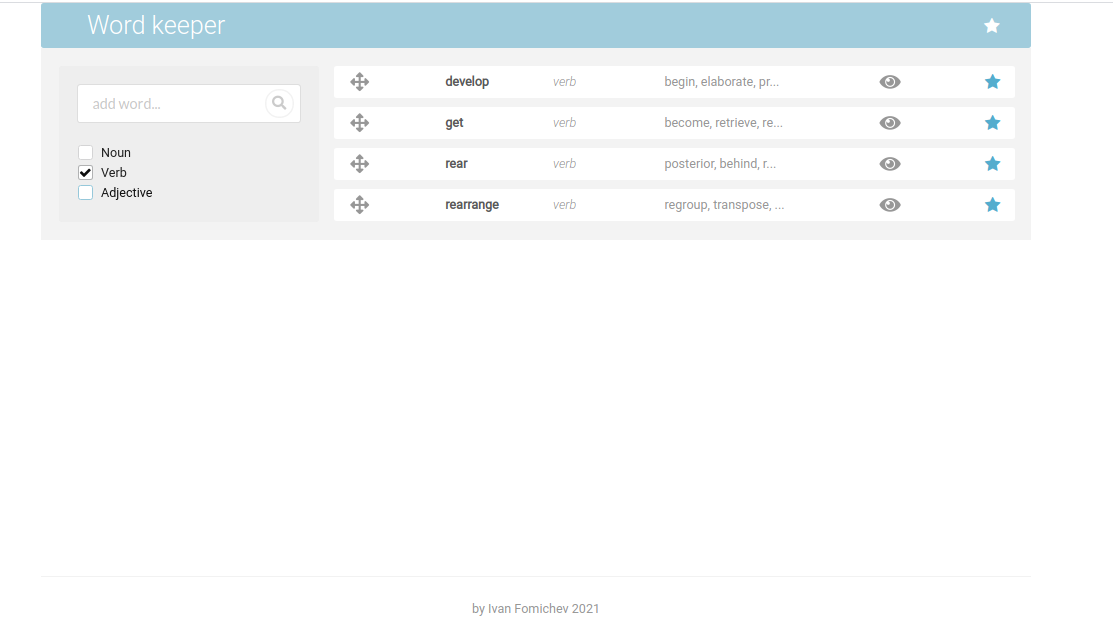 Word keeper
add word...
Noun
Verb
Adjective
develop verb begin, elaborate, pr...
get verb become, retrieve, re...
rear verb posterior, behind, r...
rearrange verb regroup, transpose, ...
by Ivan Fomichev 2021